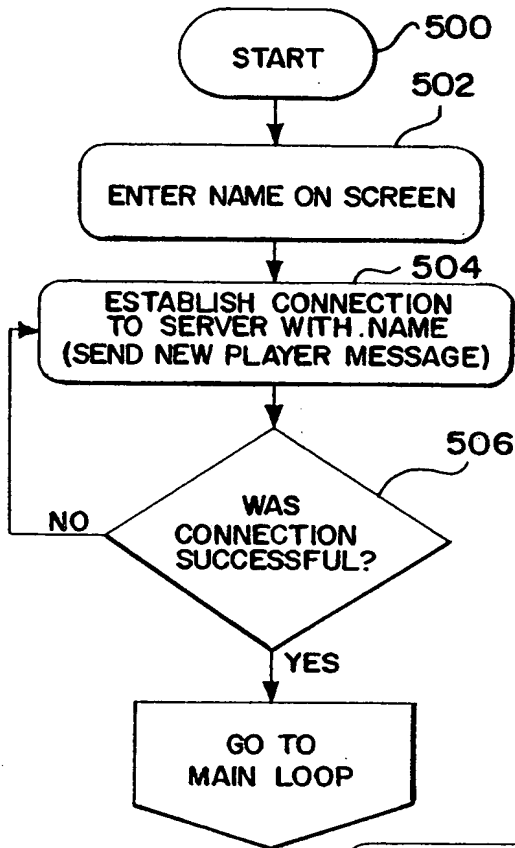 500
START
502
ENTER NAME ON SCREEN
504
ESTABLISH CONNECTION
TO SERVER WITH.NAME
(SEND NEW PLAYER MESSAGE)
506
WAS
CONNECTION
SUCCESSFUL?
NO
YES
GO TO
MAIN LOOP